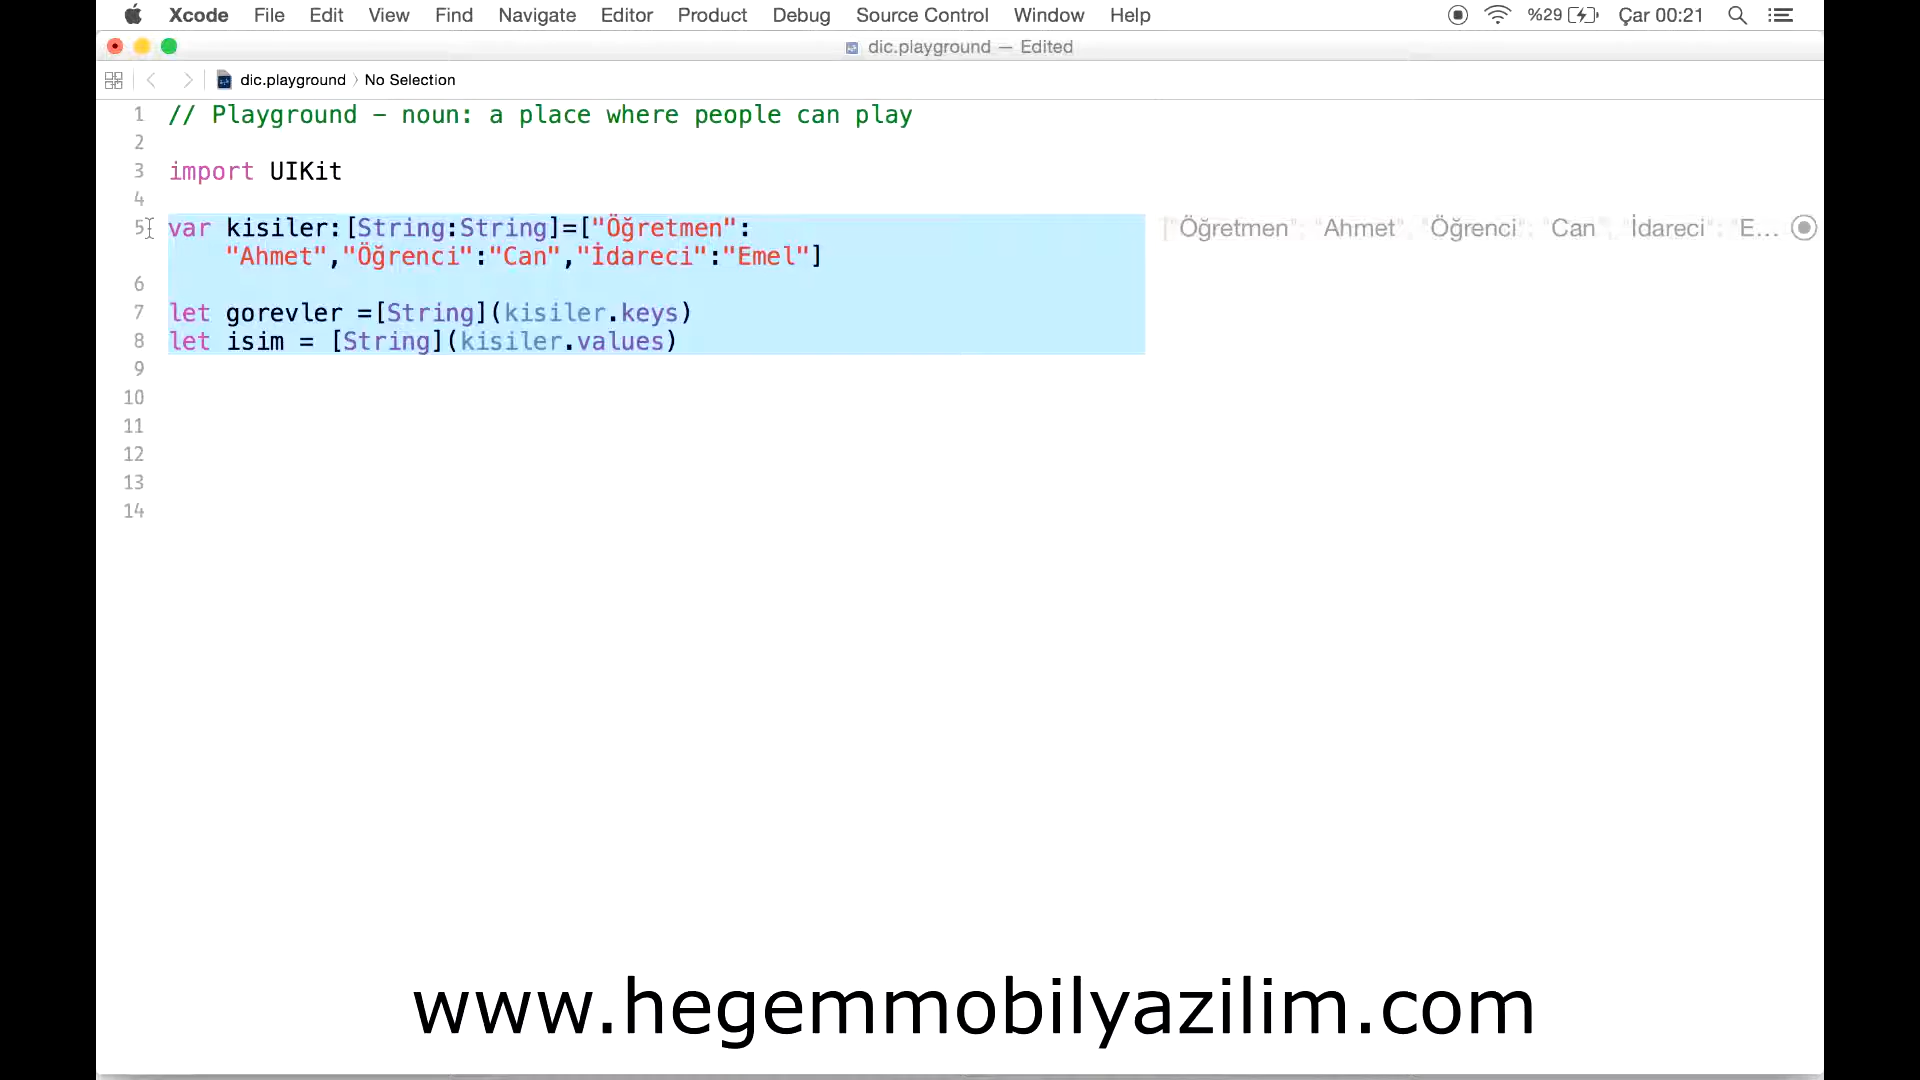 Xcode File Edit View Find Navigate Editor Product Debug Source Control Window Help %29 Çar 00:21
dic.playground — Edited
dic.playground 〉 No Selection
1 // Playground - noun: a place where people can play
2
3 import UIKit
4
5 var kisiler:[String:String]=["Öğretmen":
"Ahmet","Öğrenci":"Can","İdareci":"Emel"]
["Öğretmen": "Ahmet", "Öğrenci": "Can", "İdareci": "E...
6
7 let gorevler =[String](kisiler.keys)
8 let isim = [String](kisiler.values)
9
10
11
12
13
14
www.hegemmobilyazilim.com